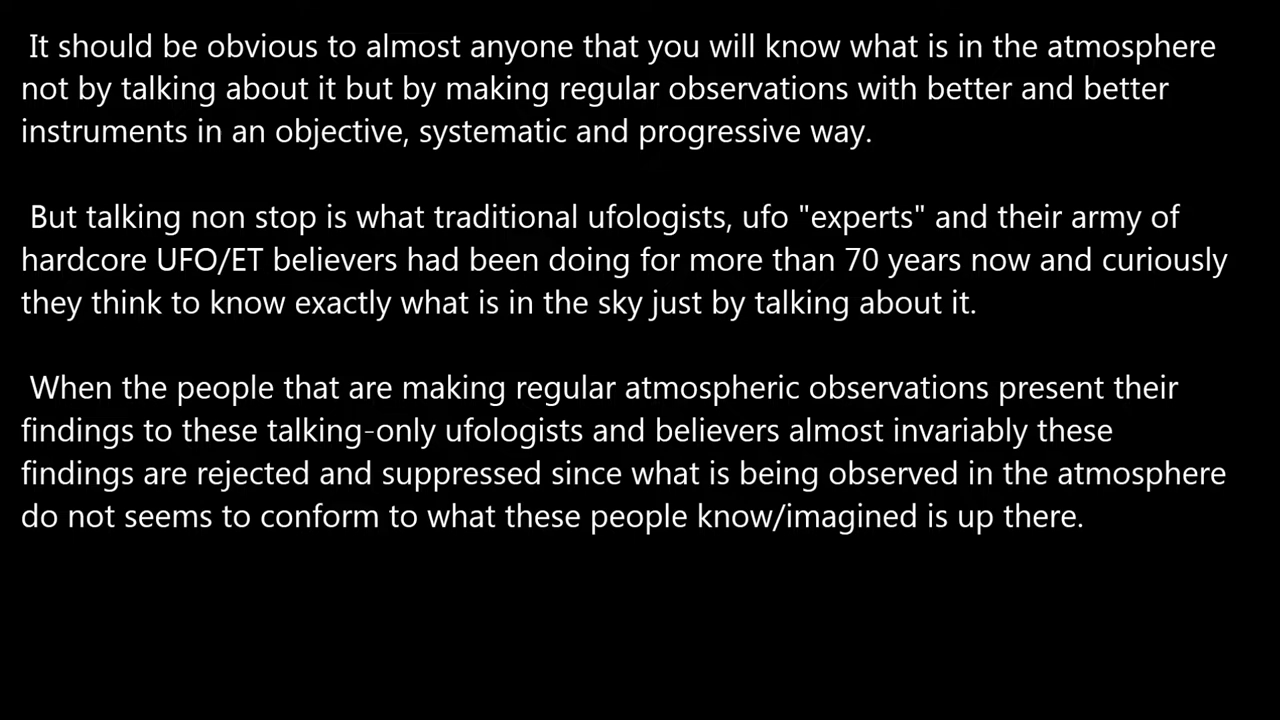 It should be obvious to almost anyone that you will know what is in the atmosphere
not by talking about it but by making regular observations with better and better
instruments in an objective, systematic and progressive way.
But talking non stop is what traditional ufologists, ufo "experts" and their army of
hardcore UFO/ET believers had been doing for more than 70 years now and curiously
they think to know exactly what is in the sky just by talking about it.
When the people that are making regular atmospheric observations present their
findings to these talking-only ufologists and believers almost invariably these
findings are rejected and suppressed since what is being observed in the atmosphere
do not seems to conform to what these people know/imagined is up there.